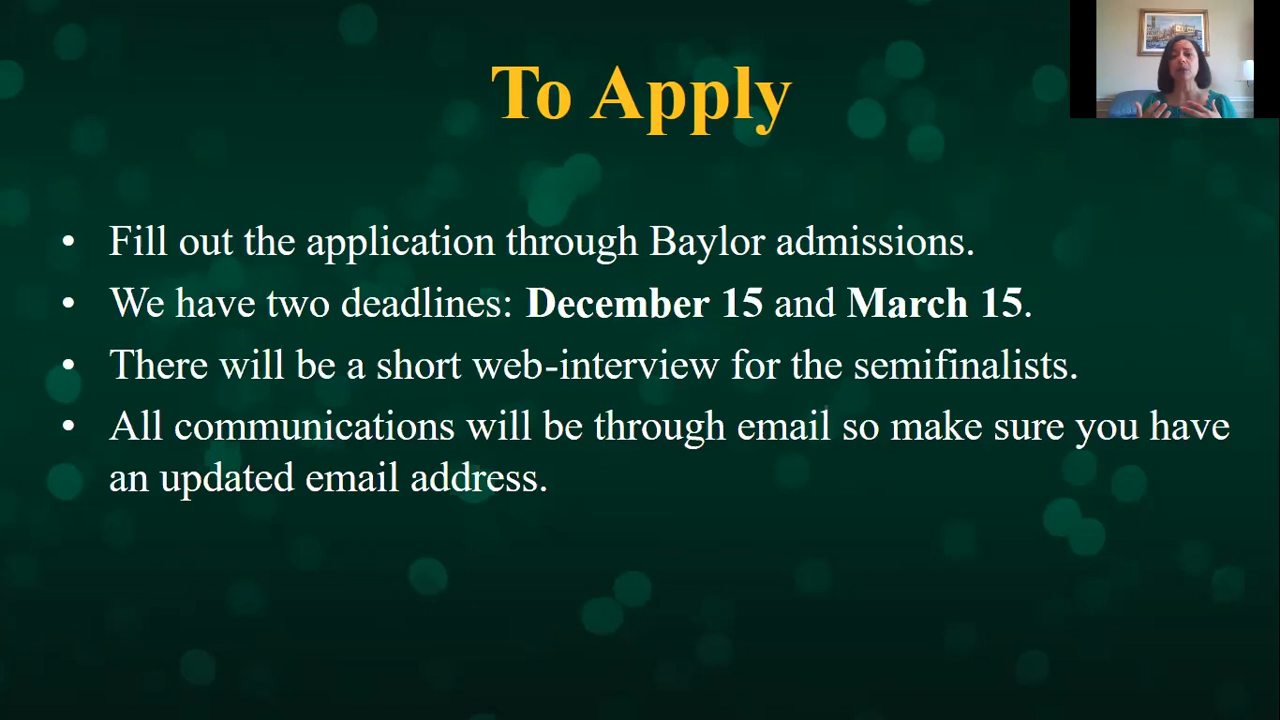 To Apply
• Fill out the application through Baylor admissions.
• We have two deadlines: December 15 and March 15.
• There will be a short web-interview for the semifinalists.
• All communications will be through email so make sure you have
an updated email address.